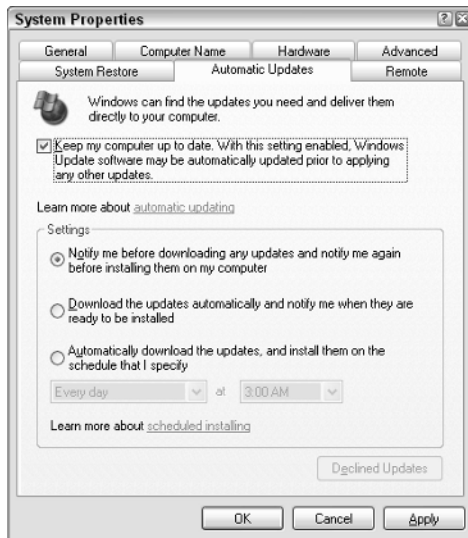 System Properties
General Computer Name Hardware Advanced
System Restore Automatic Updates Remote
Windows can find the updates you need and deliver them
directly to your computer.
Keep my computer up to date. With this setting enabled, Windows
Update software may be automatically updated prior to applying
any other updates.
Learn more about automatic updating
Settings
Notify me before downloading any updates and notify me again
before installing them on my computer
Download the updates automatically and notify me when they are
ready to be installed
Automatically download the updates, and install them on the
schedule that I specify
Every day at 3:00 AM
Learn more about scheduled installing
Declined Updates
OK Cancel Apply